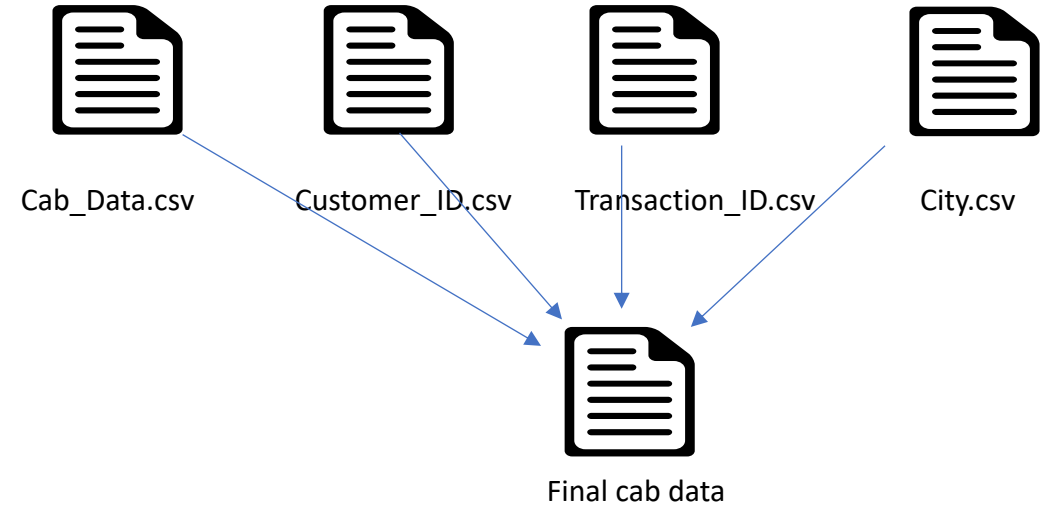 Cab_Data.csv
Customer_ID.csv
Transaction_ID.csv
City.csv
Final cab data